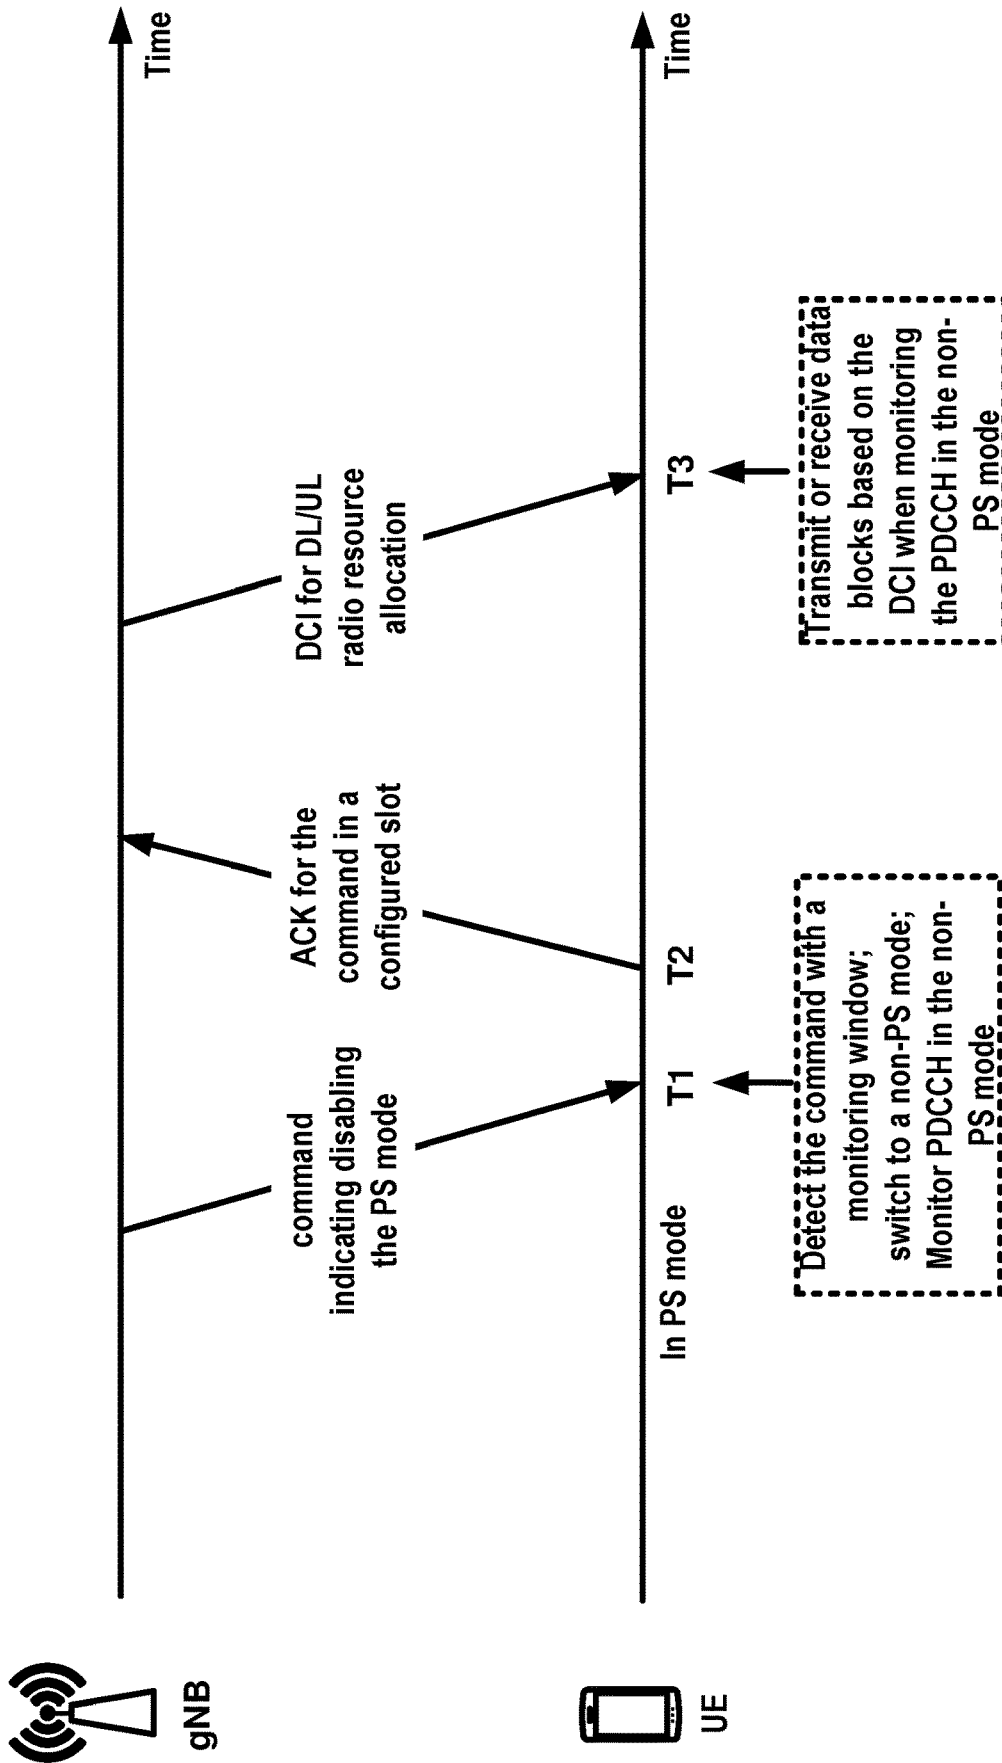 gNB
Time
command
indicating disabling
the PS mode
ACK for the
command in a
configured slot
DCI for DL/UL
radio resource
allocation
UE
In PS mode
T1
T2
T3
Time
Detect the command with a
monitoring window;
switch to a non-PS mode;
Monitor PDCCH in the non-
PS mode
Transmit or receive data
blocks based on the
DCI when monitoring
the PDCCH in the non-
PS mode